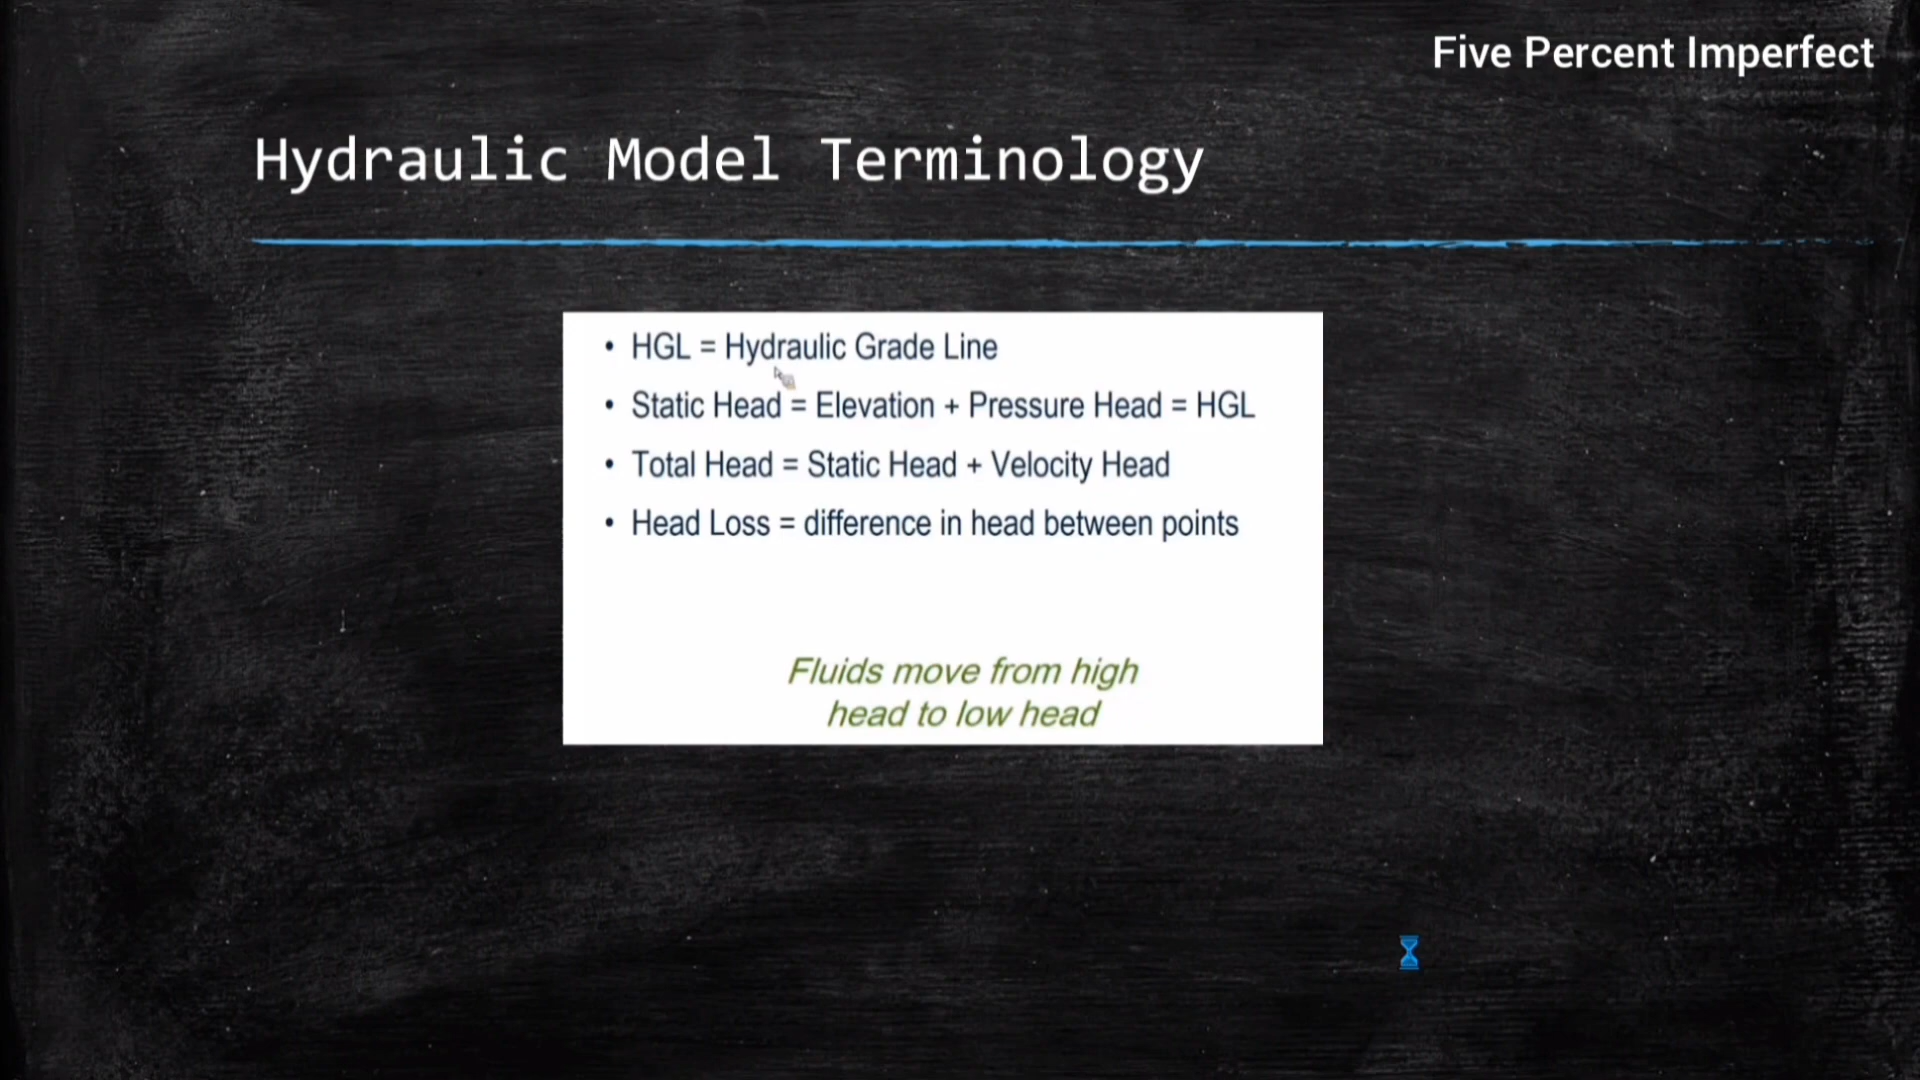 Five Percent Imperfect
Hydraulic Model Terminology
• HGL = Hydraulic Grade Line
• Static Head = Elevation + Pressure Head = HGL
• Total Head = Static Head + Velocity Head
• Head Loss = difference in head between points
Fluids move from high
head to low head